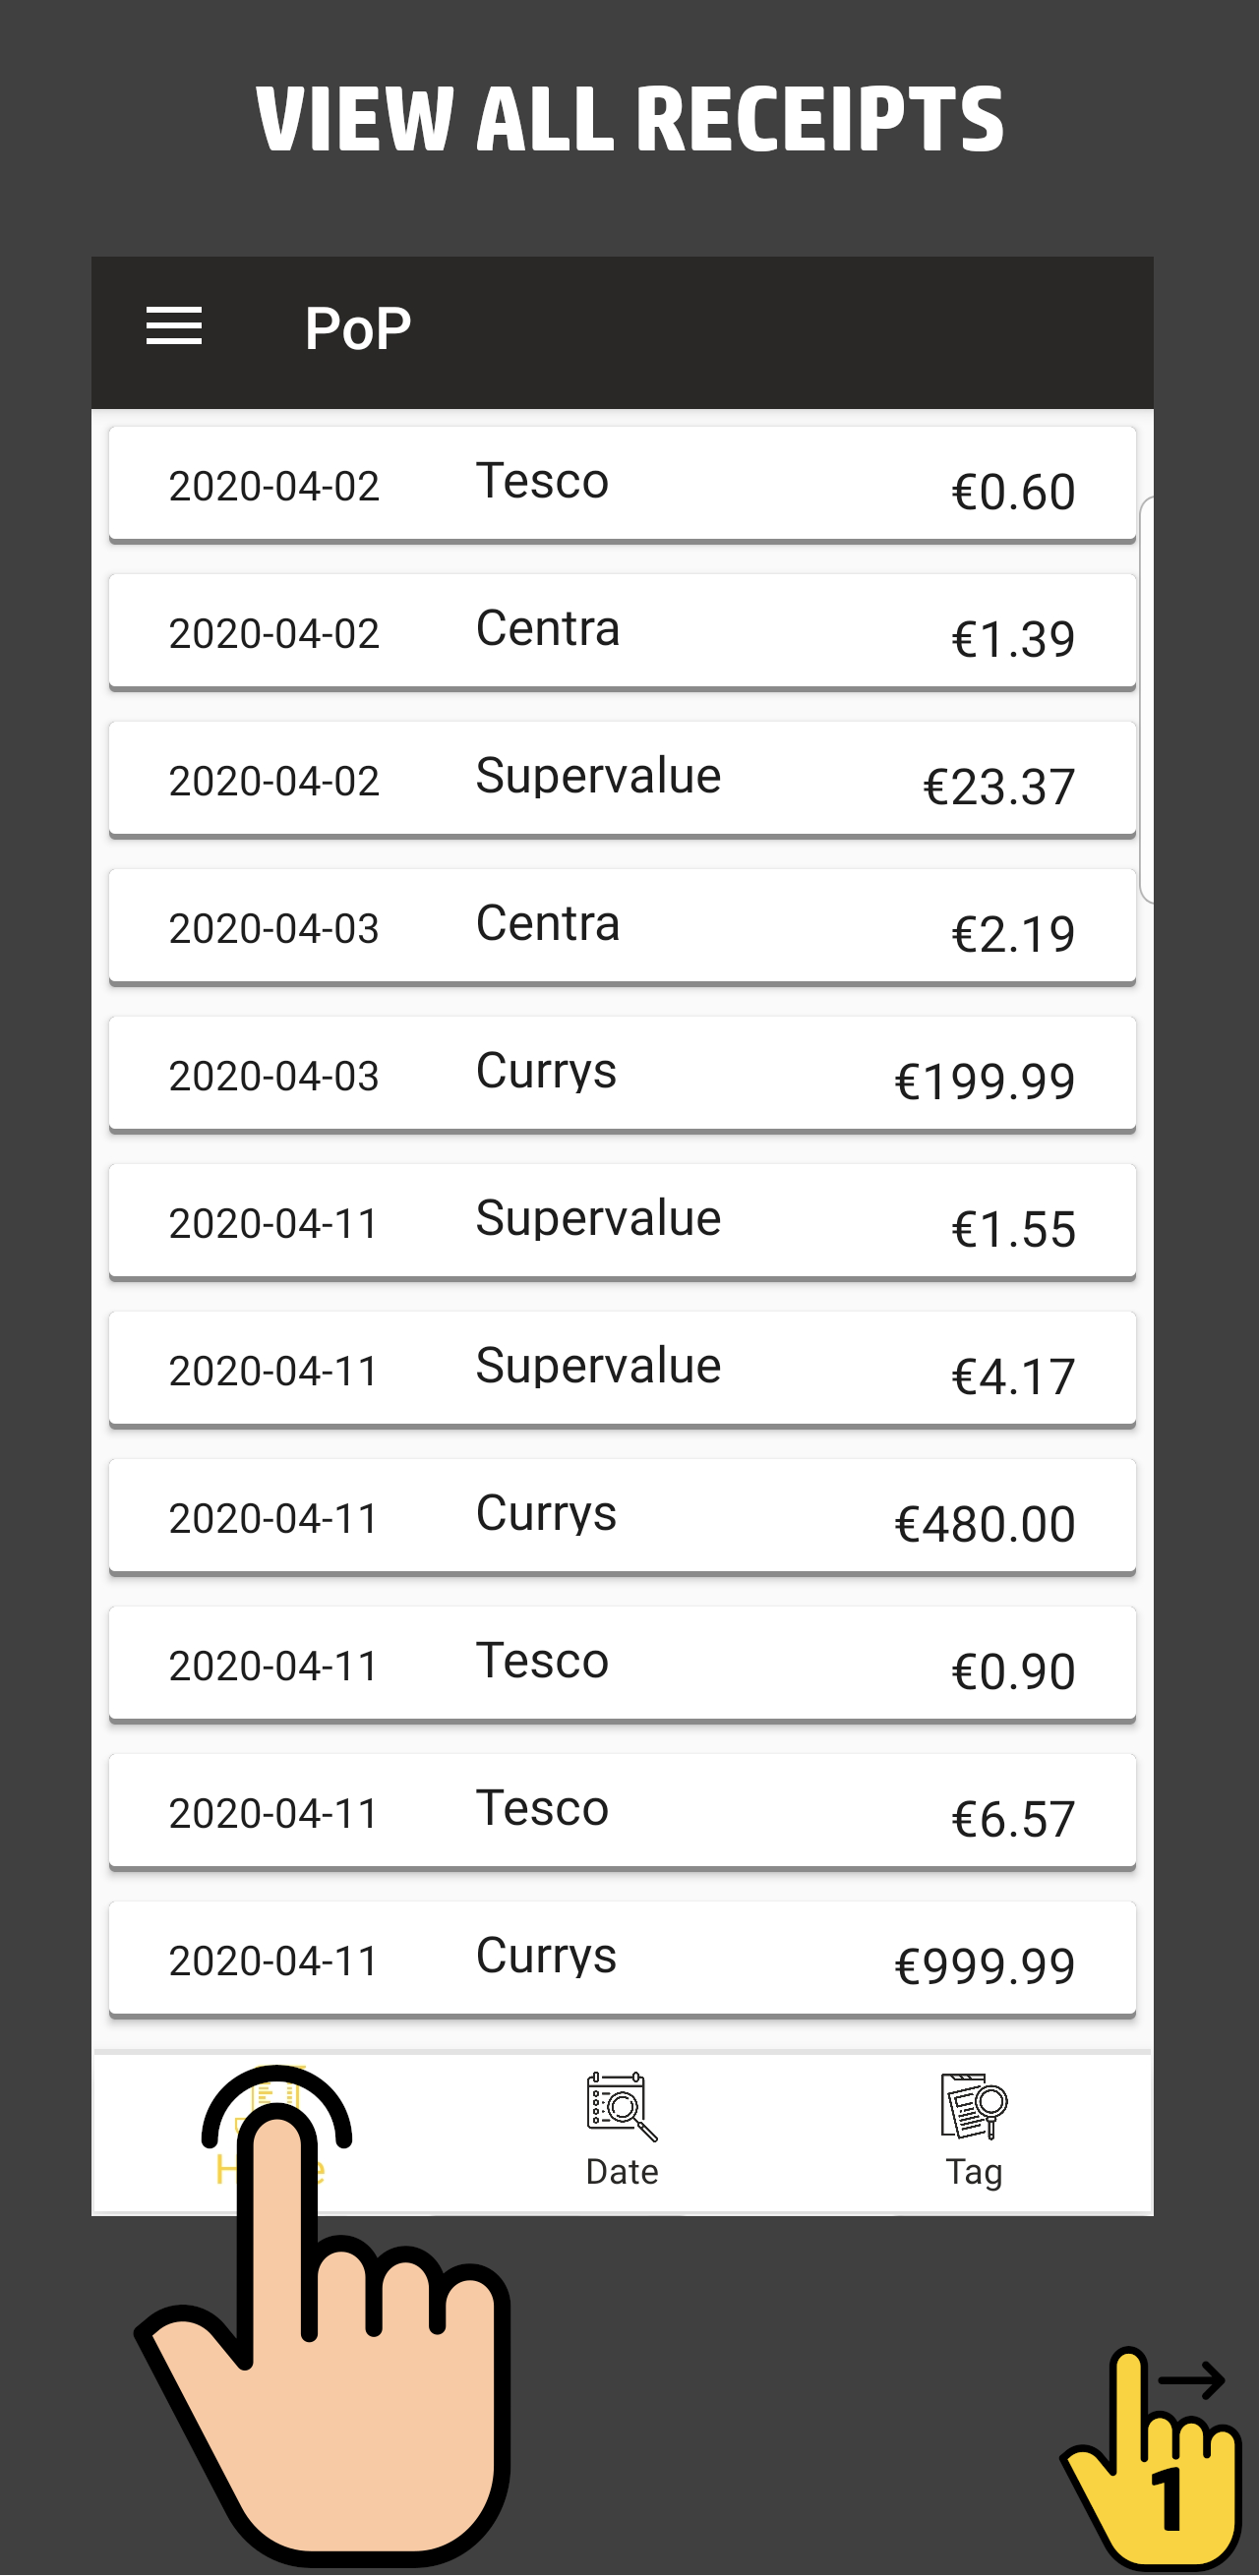 VIEW ALL RECEIPTS
PoP
2020-04-02 Tesco €0.60
2020-04-02 Centra €1.39
2020-04-02 Supervalue €23.37
2020-04-03 Centra €2.19
2020-04-03 Currys €199.99
2020-04-11 Supervalue €1.55
2020-04-11 Supervalue €4.17
2020-04-11 Currys €480.00
2020-04-11 Tesco €0.90
2020-04-11 Tesco €6.57
2020-04-11 Currys €999.99
Date Tag
1